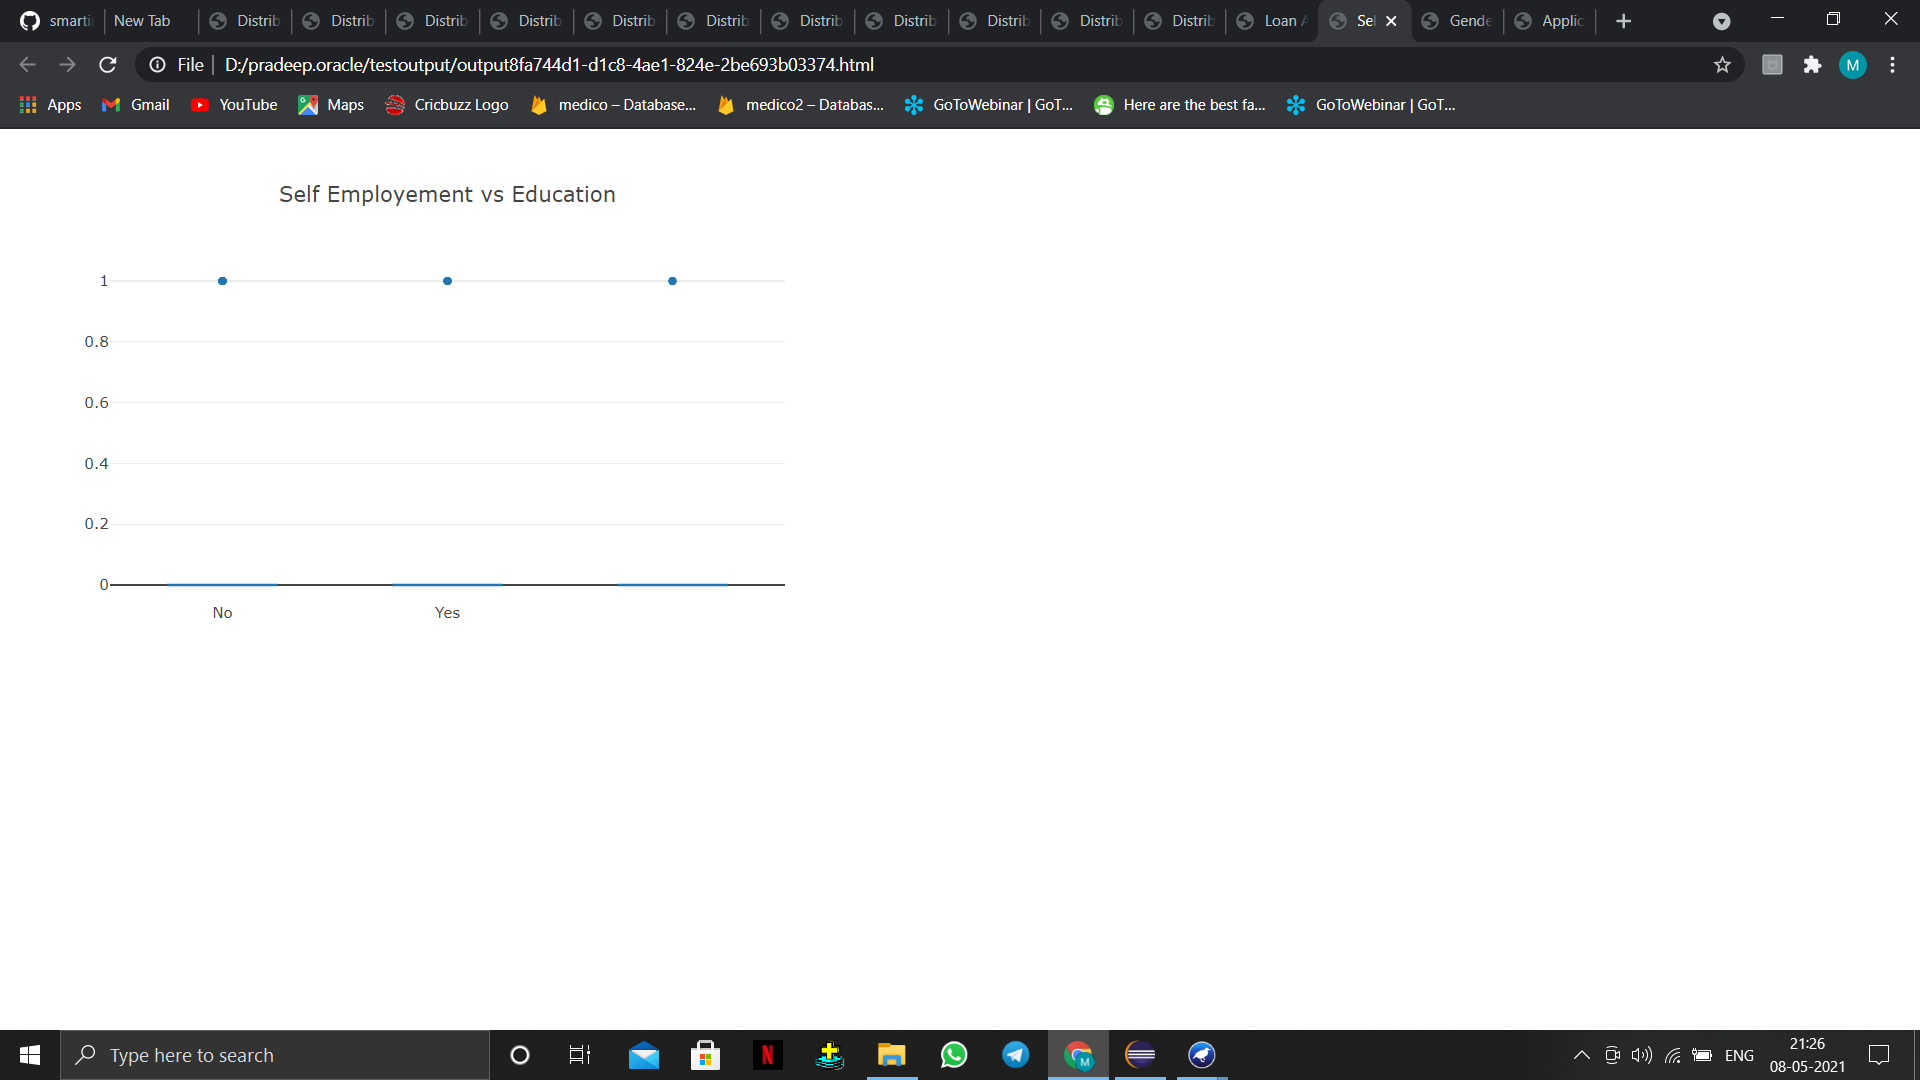 smarti New Tab Distrib Distrib Distrib Distrib Distrib Distrib Distrib Distrib Distrib Distrib Distrib Loan A Sel Gende Applic
File D:/pradeep.oracle/testoutput/output8fa744d1-d1c8-4ae1-824e-2be693b03374.html M
Apps Gmail YouTube Maps Cricbuzz Logo medico – Database... medico2 – Databas... GoToWebinar | GoT... Here are the best fa... GoToWebinar | GoT...
Self Employement vs Education
1
0.8
0.6
0.4
0.2
0
No Yes
Type here to search N M ENG 21:26
08-05-2021